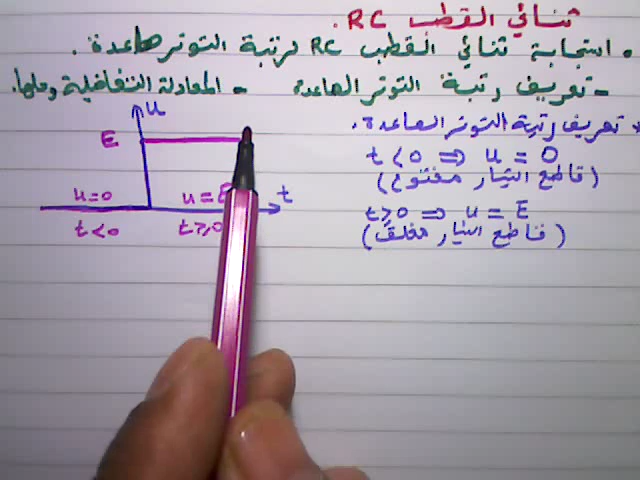 ثنائي القطب RC.
• استجابة ثنائي القطب RC لرتبة التوتر صاعدة.
- تعريف رتبة التوتر الصاعدة - المعادلة التفاضلية وحلها.
* تعريف رتبة التوتر الصاعدة.
t<0 ⇒ u = 0
(قاطع التيار مفتوح)
t≥0 ⇒ u = E
(قاطع التيار مغلق)
u
E
u=0 u=E t
t<0 t≥0